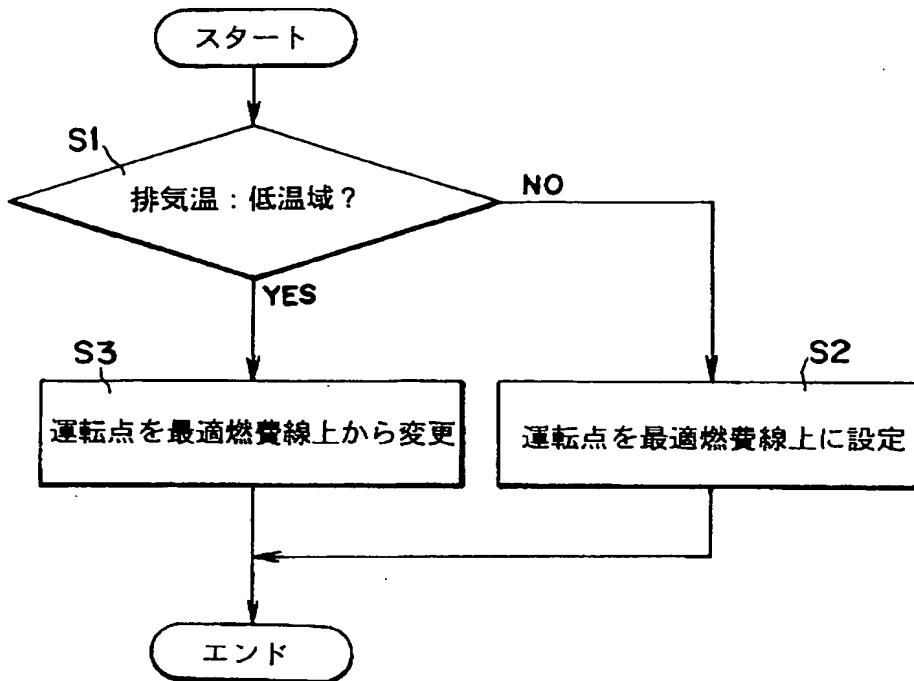 スタート
S1
排気温：低温域？
NO
YES
S3
運転点を最適燃費線上から変更
S2
運転点を最適燃費線上に設定
エンド